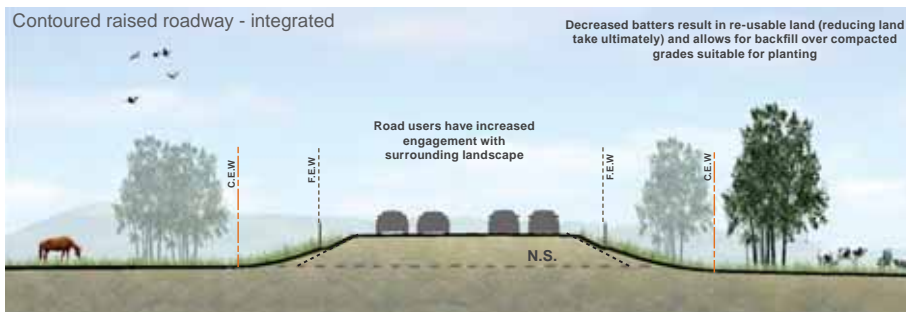 Contoured raised roadway - integrated
Decreased batters result in re-usable land (reducing land
take ultimately) and allows for backfill over compacted
grades suitable for planting
Road users have increased
engagement with
surrounding landscape
C.E.W
F.E.W
F.E.W
C.E.W
N.S.